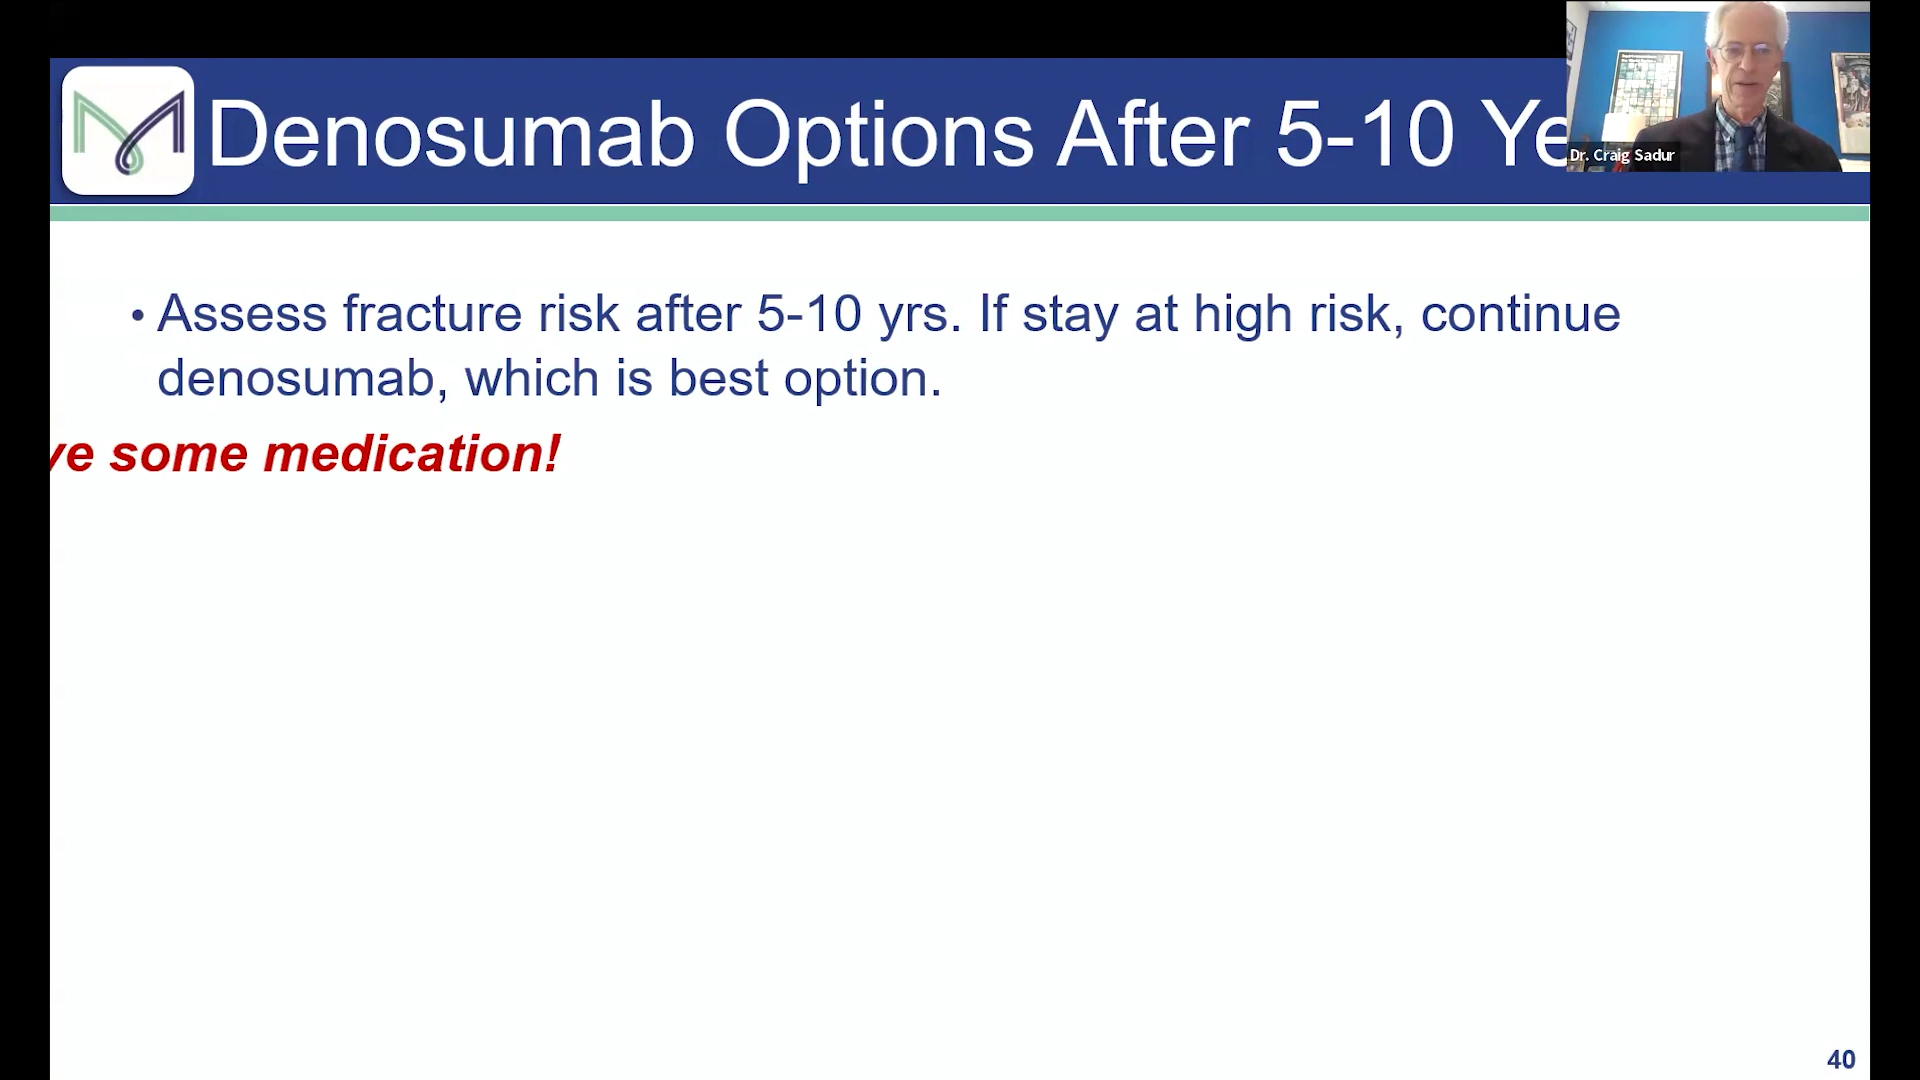 Denosumab Options After 5-10 Ye
Dr. Craig Sadur
• Assess fracture risk after 5-10 yrs. If stay at high risk, continue
denosumab, which is best option.
ve some medication!
40